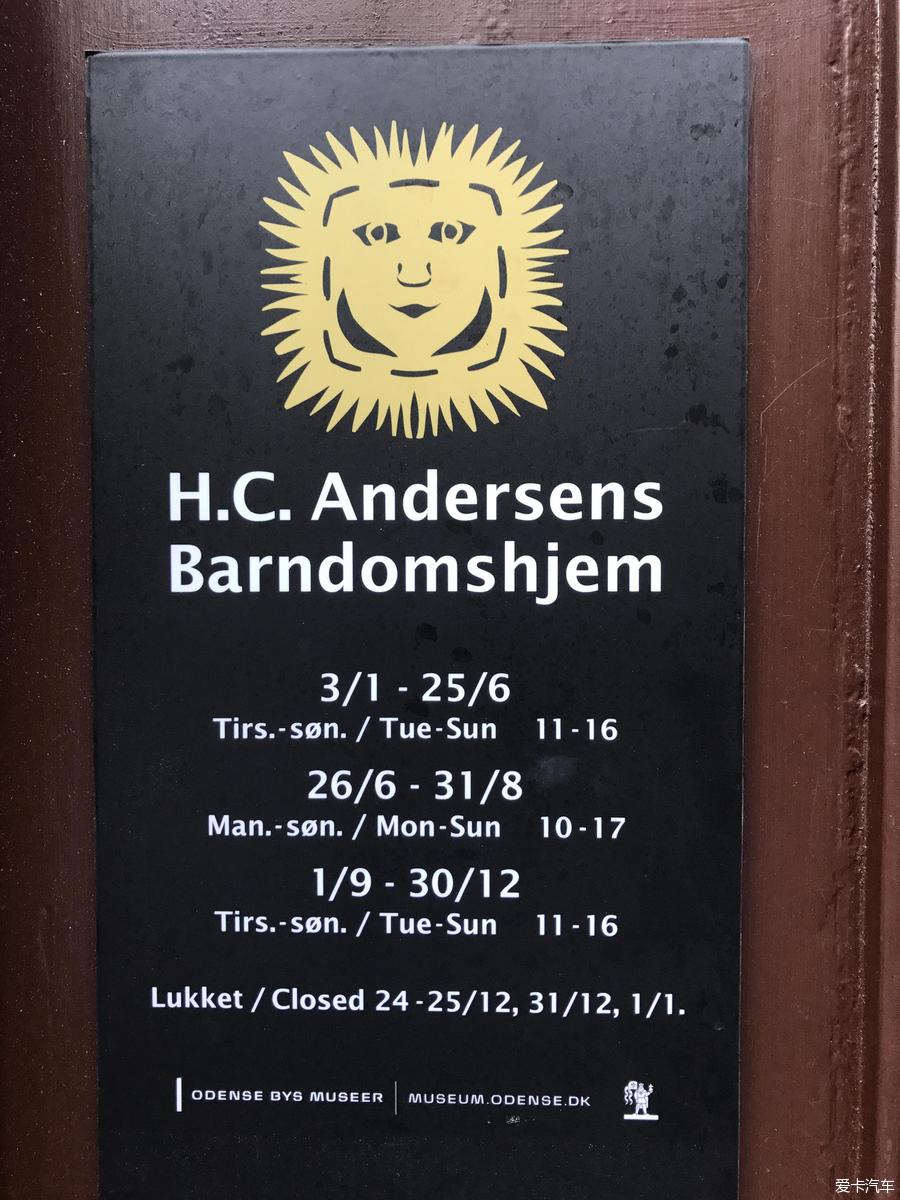 H.C. Andersens
Barndomshjem
3/1 - 25/6
Tirs.-søn. / Tue-Sun 11-16
26/6 - 31/8
Man.-søn. / Mon-Sun 10-17
1/9 - 30/12
Tirs.-søn. / Tue-Sun 11-16
Lukket / Closed 24-25/12, 31/12, 1/1.
ODENSE BYS MUSEER | MUSEUM.ODENSE.DK
爱卡汽车